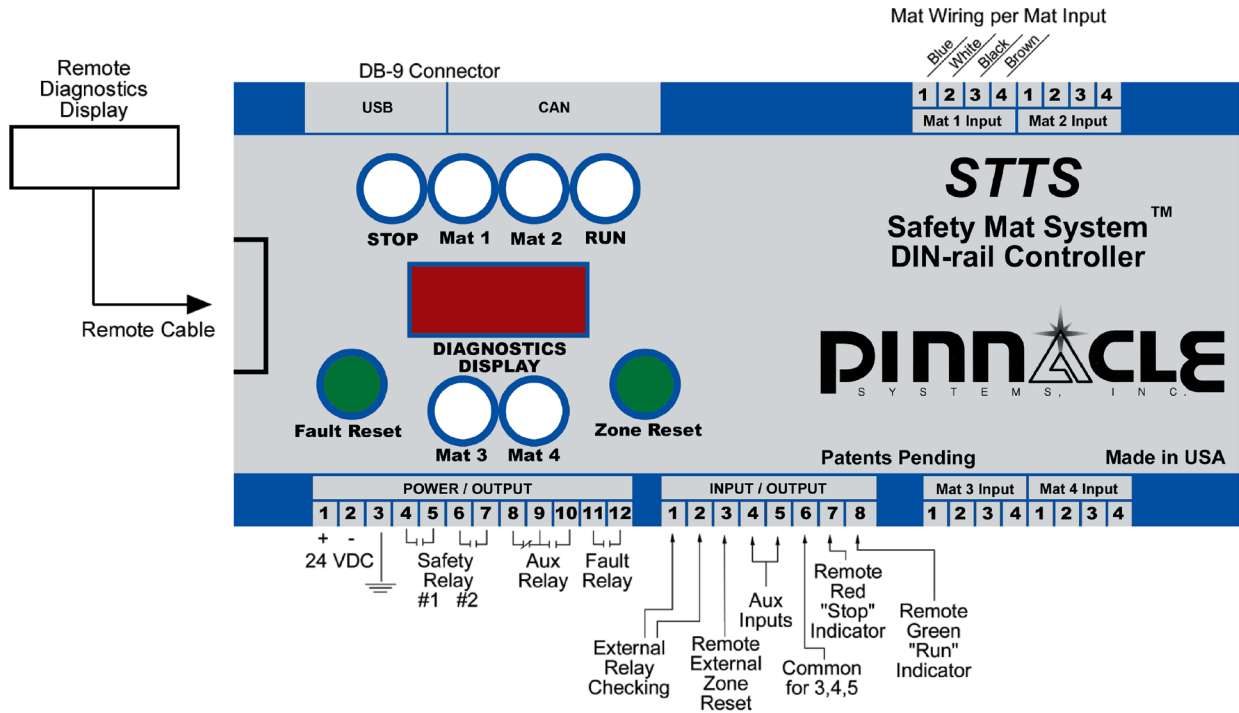 Mat Wiring per Mat Input
Blue
White
Black
Brown
Remote
Diagnostics
Display
DB-9 Connector
USB
CAN
1 2 3 4 1 2 3 4
Mat 1 Input
Mat 2 Input
STOP
Mat 1
Mat 2
RUN
STTS
Safety Mat System™
DIN-rail Controller
Remote Cable
DIAGNOSTICS
DISPLAY
PINNACLE
SYSTEMS, INC.
Fault Reset
Zone Reset
Mat 3
Mat 4
Patents Pending
Made in USA
POWER / OUTPUT
1 2 3 4 5 6 7 8 9 10 11 12
INPUT / OUTPUT
1 2 3 4 5 6 7 8
Mat 3 Input
Mat 4 Input
1 2 3 4 1 2 3 4
+ -
24 VDC
Safety
Relay
#1 #2
Aux
Relay
Fault
Relay
External
Relay
Checking
Remote
External
Zone
Reset
Aux
Inputs
Common
for 3,4,5
Remote
Red
"Stop"
Indicator
Remote
Green
"Run"
Indicator